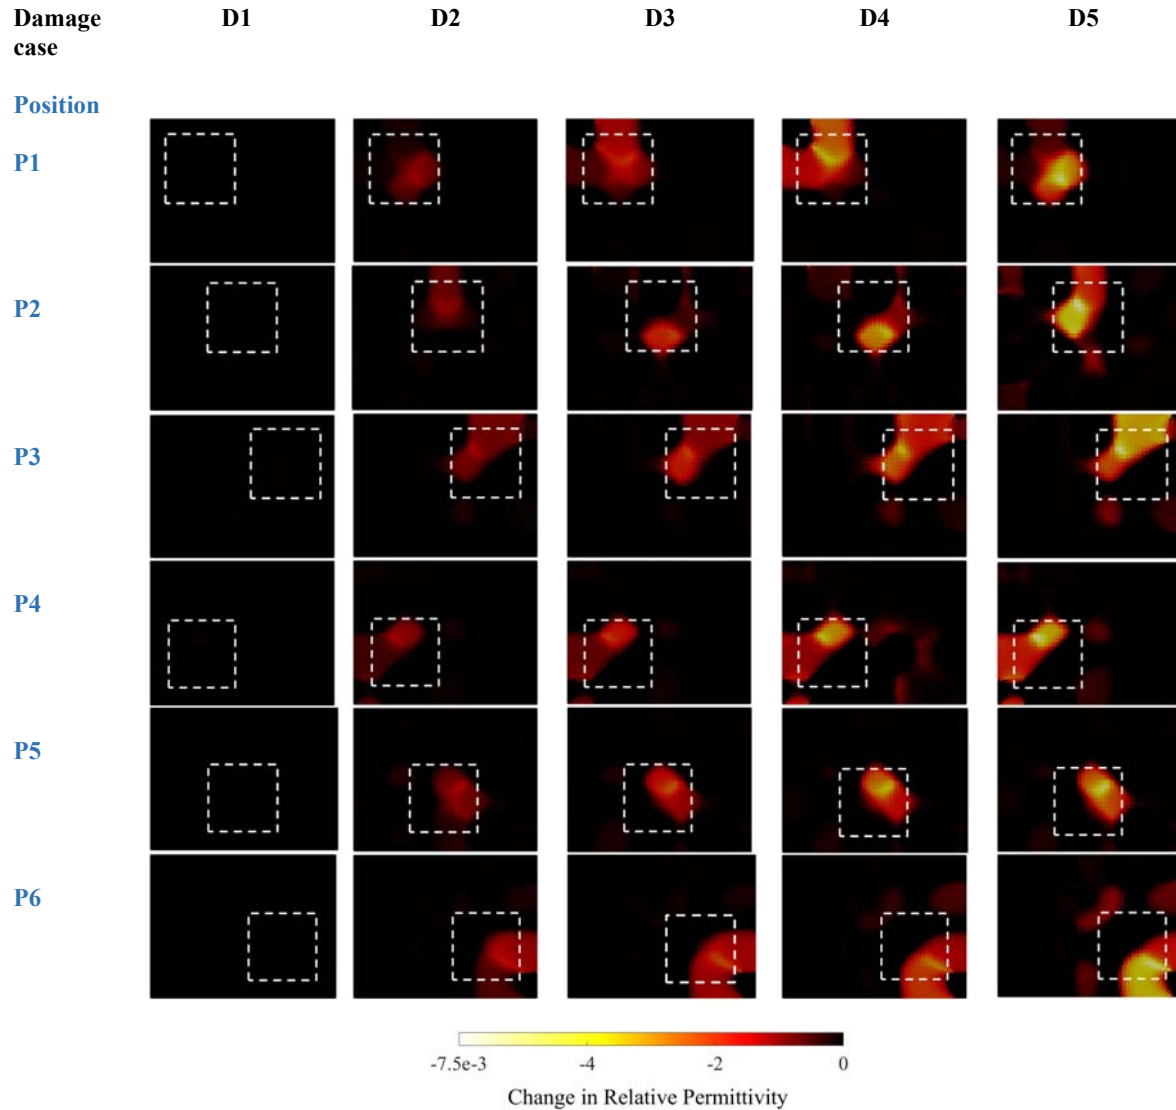 Damage case D1 D2 D3 D4 D5
Position
P1
P2
P3
P4
P5
P6
-7.5e-3 -4 -2 0
Change in Relative Permittivity